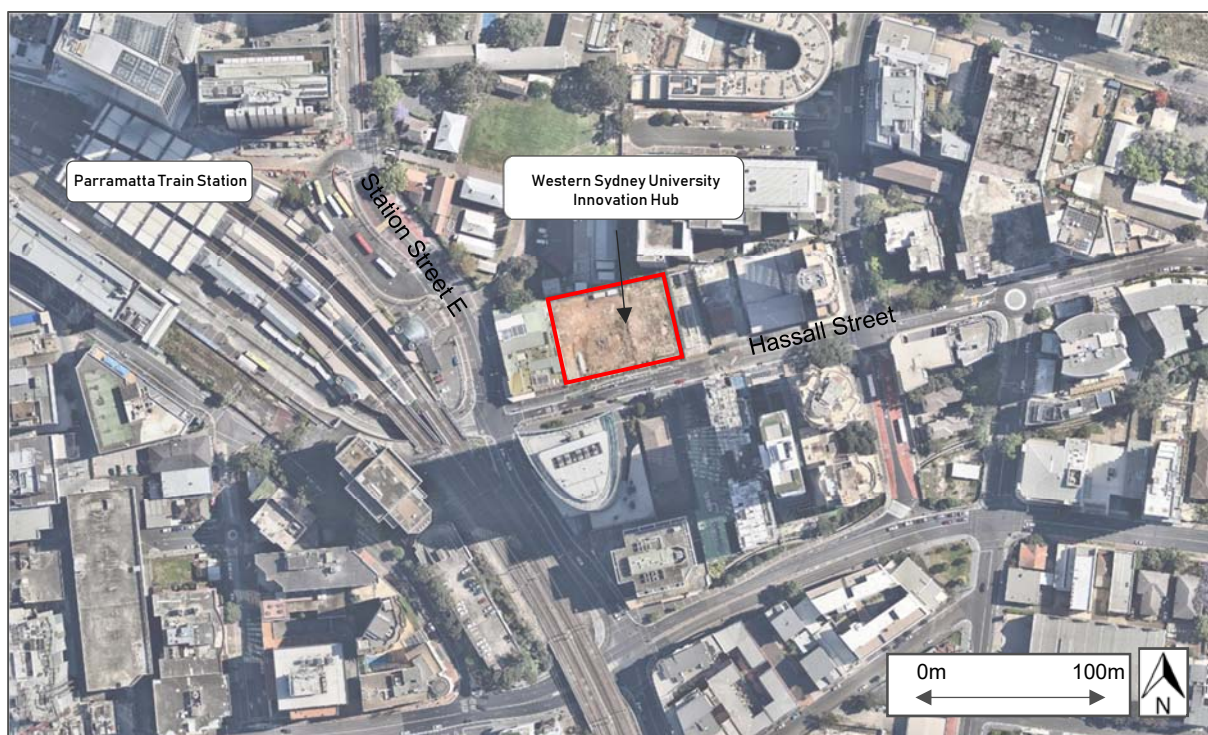 Parramatta Train Station
Western Sydney University
Innovation Hub
Station Street E
Hassall Street
0m 100m
N